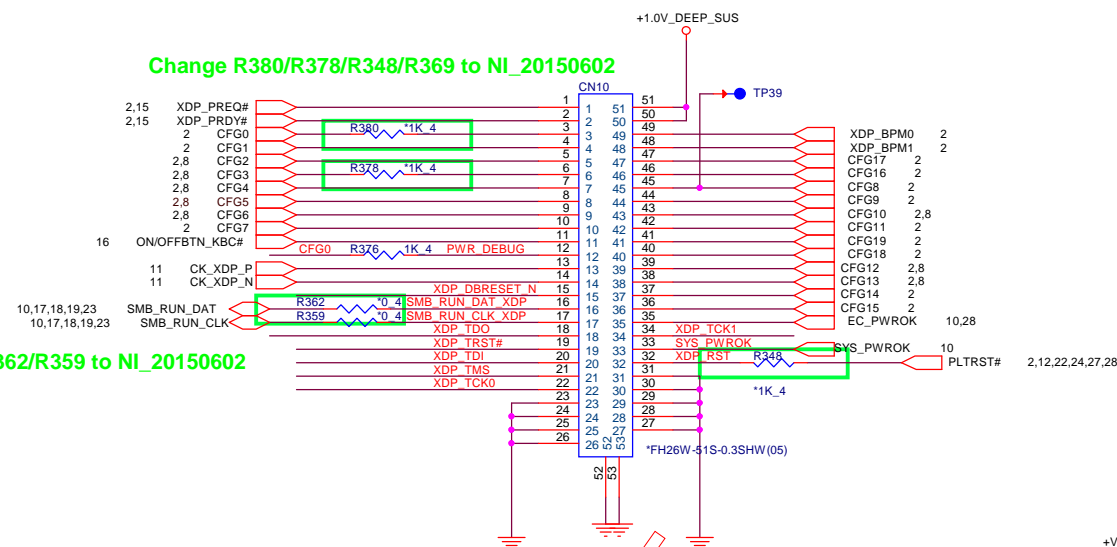 +1.0V_DEEP_SUS
Change R380/R378/R348/R369 to NI_20150602
CN10
TP39
2,15 XDP_PREQ# 1 1 51 51
2,15 XDP_PRDY# 2 2 50 50
2 CFG0 R380 *1K_4 3 3 49 49 XDP_BPM0 2
2 CFG1 4 4 48 48 XDP_BPM1 2
2,8 CFG2 5 5 47 47 CFG17 2
2,8 CFG3 R378 *1K_4 6 6 46 46 CFG16 2
2,8 CFG4 7 7 45 45 CFG8 2
2,8 CFG5 8 8 44 44 CFG9 2
2,8 CFG6 9 9 43 43 CFG10 2,8
2 CFG7 10 10 42 42 CFG11 2
16 ON/OFFBTN_KBC# 11 11 41 41 CFG19 2
CFG0 R376 1K_4 PWR_DEBUG 12 12 40 40 CFG18 2
11 CK_XDP_P 13 13 39 39 CFG12 2,8
11 CK_XDP_N 14 14 38 38 CFG13 2,8
XDP_DBRESET_N 15 15 37 37 CFG14 2
10,17,18,19,23 SMB_RUN_DAT R362 *0_4 SMB_RUN_DAT_XDP 16 16 36 36 CFG15 2
10,17,18,19,23 SMB_RUN_CLK R359 *0_4 SMB_RUN_CLK_XDP 17 17 35 35 EC_PWROK 10,28
XDP_TDO 18 18 34 34 XDP_TCK1
XDP_TRST# 19 19 33 33 SYS_PWROK SYS_PWROK 10
362/R359 to NI_20150602
XDP_TDI 20 20 32 32 XDP_RST R348 PLTRST# 2,12,22,24,27,28
XDP_TMS 21 21 31 31
XDP_TCK0 22 22 30 30 *1K_4
23 23 29 29
24 24 28 28
25 25 27 27
26 26 52 53 *FH26W-51S-0.3SHW(05)
52 53
+V